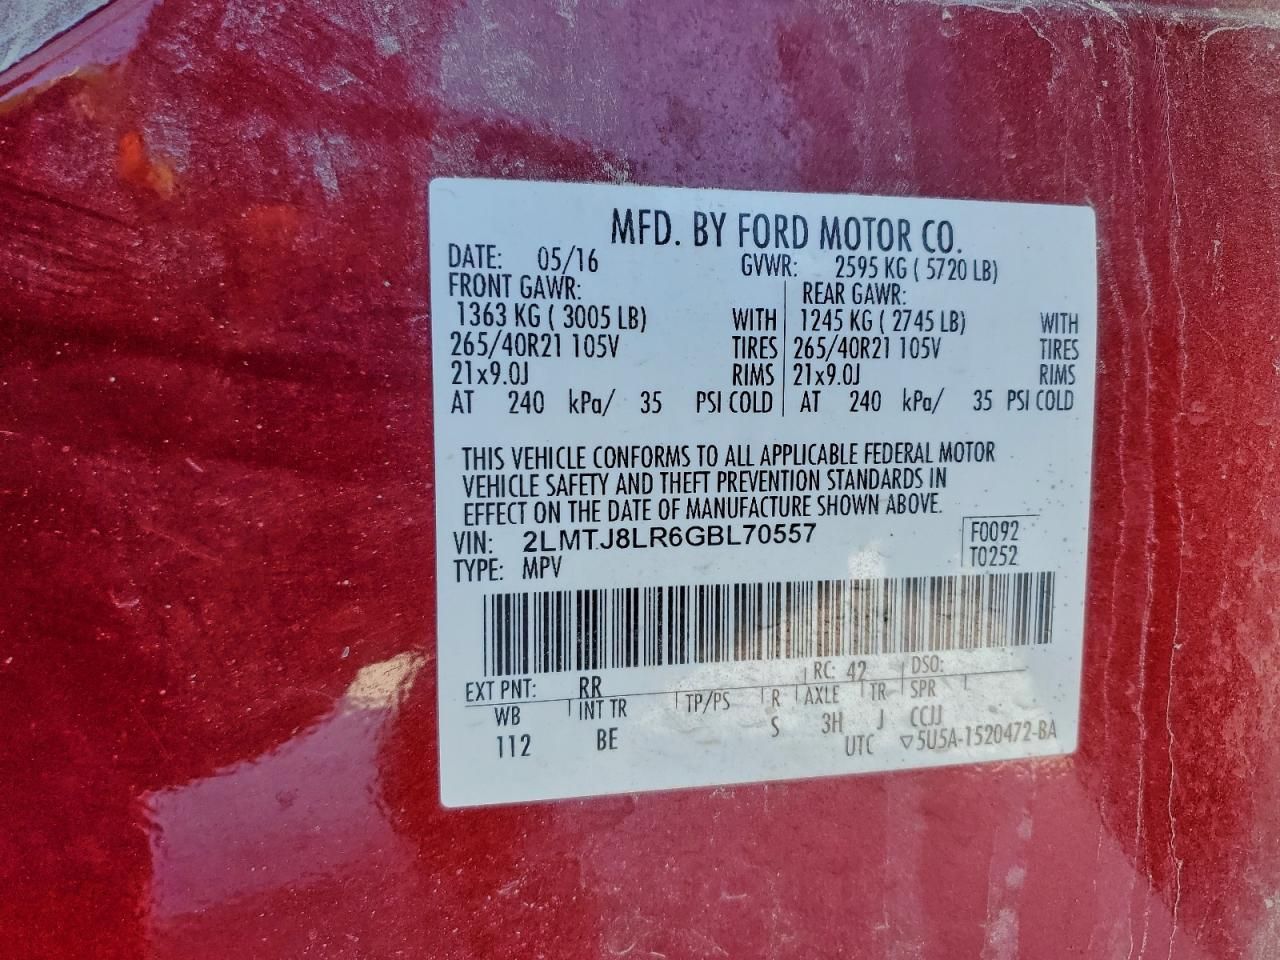 MFD. BY FORD MOTOR CO.
DATE: 05/16 GVWR: 2595 KG ( 5720 LB)
FRONT GAWR: REAR GAWR:
1363 KG ( 3005 LB) WITH 1245 KG ( 2745 LB) WITH
265/40R21 105V TIRES 265/40R21 105V TIRES
21x9.0J RIMS 21x9.0J RIMS
AT 240 kPa/ 35 PSI COLD AT 240 kPa/ 35 PSI COLD
THIS VEHICLE CONFORMS TO ALL APPLICABLE FEDERAL MOTOR
VEHICLE SAFETY AND THEFT PREVENTION STANDARDS IN
EFFECT ON THE DATE OF MANUFACTURE SHOWN ABOVE.
VIN: 2LMTJ8LR6GBL70557 F0092
TYPE: MPV T0252
EXT PNT: RR RC: 42 DSO:
WB INT TR TP/PS R AXLE TR SPR
112 BE S 3H J CCJJ
UTC ▽5U5A-1520472-BA